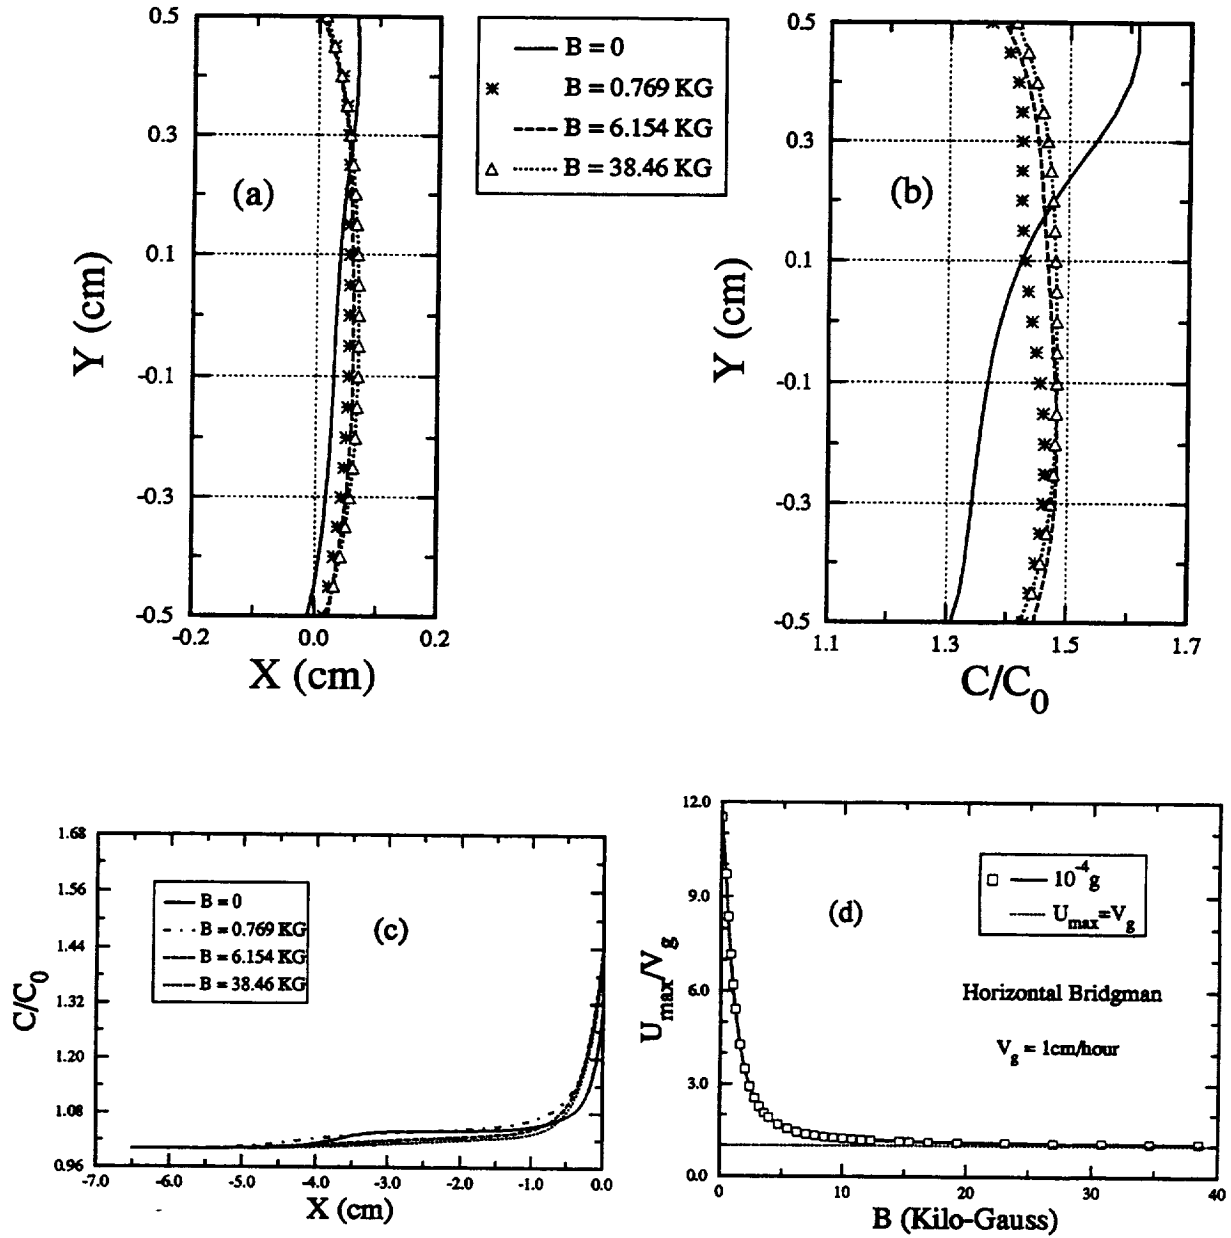 0.5
0.3
0.1
-0.1
-0.3
-0.5
Y (cm)
(a)
-0.2
0.0
0.2
X (cm)
B = 0
B = 0.769 KG
B = 6.154 KG
B = 38.46 KG
0.5
0.3
0.1
-0.1
-0.3
-0.5
Y (cm)
(b)
1.1
1.3
1.5
1.7
C/C0
1.68
1.56
1.44
1.32
1.20
1.08
0.96
C/C0
B = 0
B = 0.769 KG
B = 6.154 KG
B = 38.46 KG
(c)
-7.0
-6.0
-5.0
-4.0
-3.0
-2.0
-1.0
0.0
X (cm)
12.0
9.0
6.0
3.0
0.0
Umax/Vg
(d)
10-4g
Umax=Vg
Horizontal Bridgman
Vg = 1cm/hour
0
10
20
30
40
B (Kilo-Gauss)